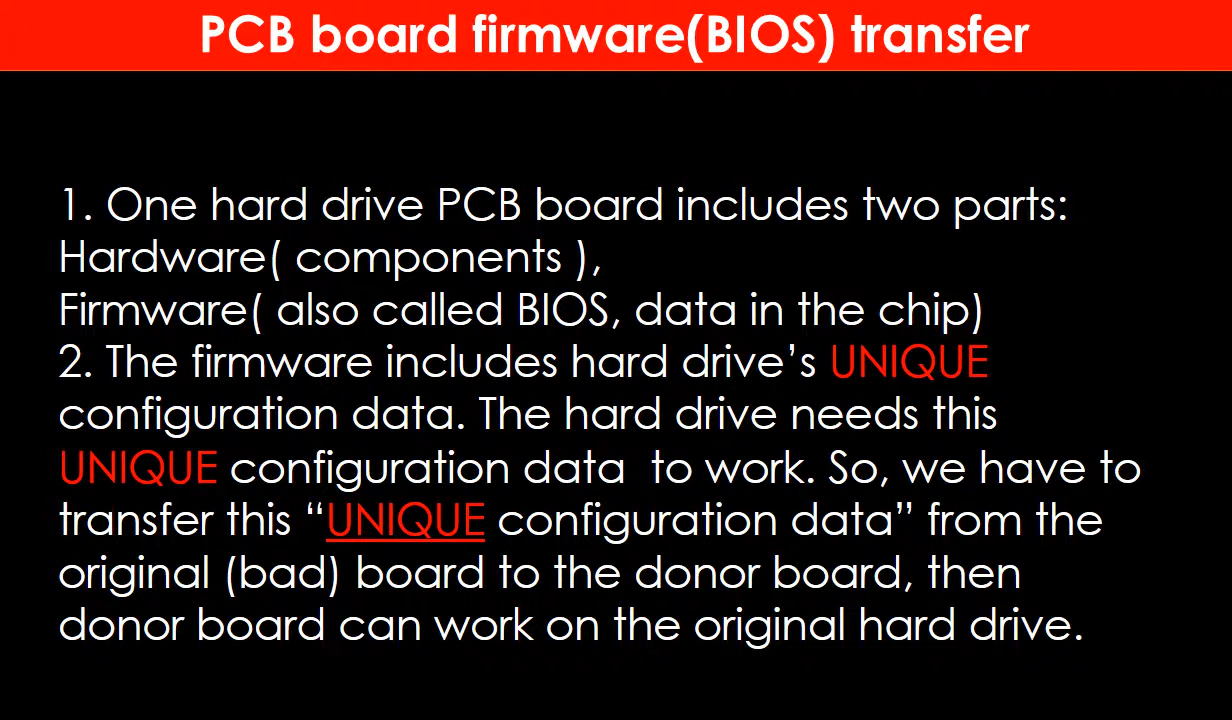 PCB board firmware(BIOS) transfer
1. One hard drive PCB board includes two parts:
Hardware( components ),
Firmware( also called BIOS, data in the chip)
2. The firmware includes hard drive’s UNIQUE
configuration data. The hard drive needs this
UNIQUE configuration data  to work. So, we have to
transfer this “UNIQUE configuration data” from the
original (bad) board to the donor board, then
donor board can work on the original hard drive.